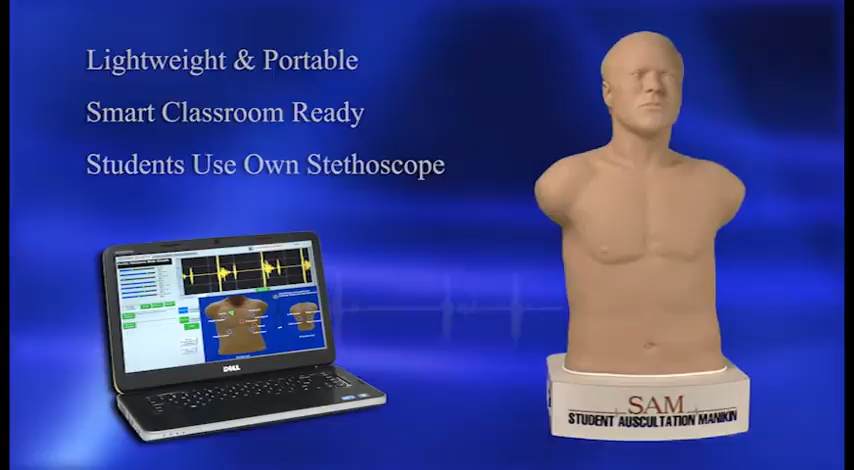 Lightweight & Portable
Smart Classroom Ready
Students Use Own Stethoscope
DELL
SAM
STUDENT AUSCULTATION MANIKIN